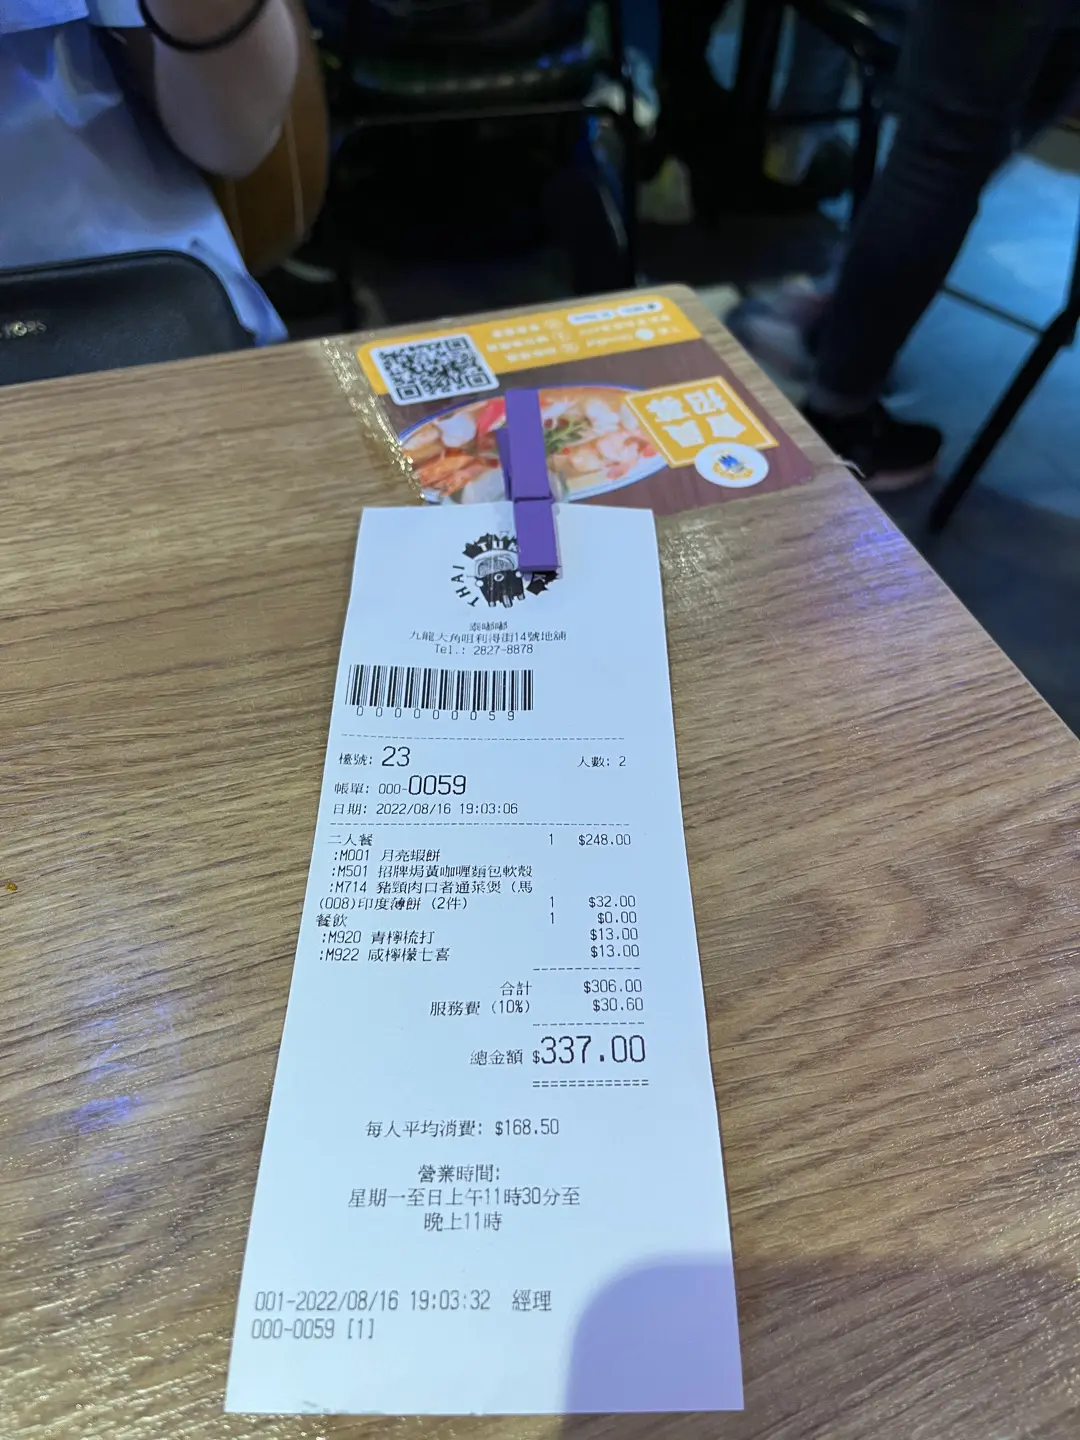 KORS
會員
招募
THAI TUK
泰嘟嘟
九龍大角咀利得街14號地舖
Tel.: 2827-8878
000000059
檯號: 23 人數: 2
帳單: 000-0059
日期: 2022/08/16 19:03:06
二人餐 1 $248.00
:M001 月亮蝦餅
:M501 招牌焗黃咖喱麵包軟殼
:M714 豬頸肉口者通菜煲 (馬
(008)印度薄餅 (2件) 1 $32.00
餐飲 1 $0.00
:M920 青檸梳打 $13.00
:M922 咸檸檬七喜 $13.00
合計 $306.00
服務費 (10%) $30.60
總金額 $337.00
每人平均消費: $168.50
營業時間:
星期一至日上午11時30分至
晚上11時
001-2022/08/16 19:03:32 經理
000-0059 [1]